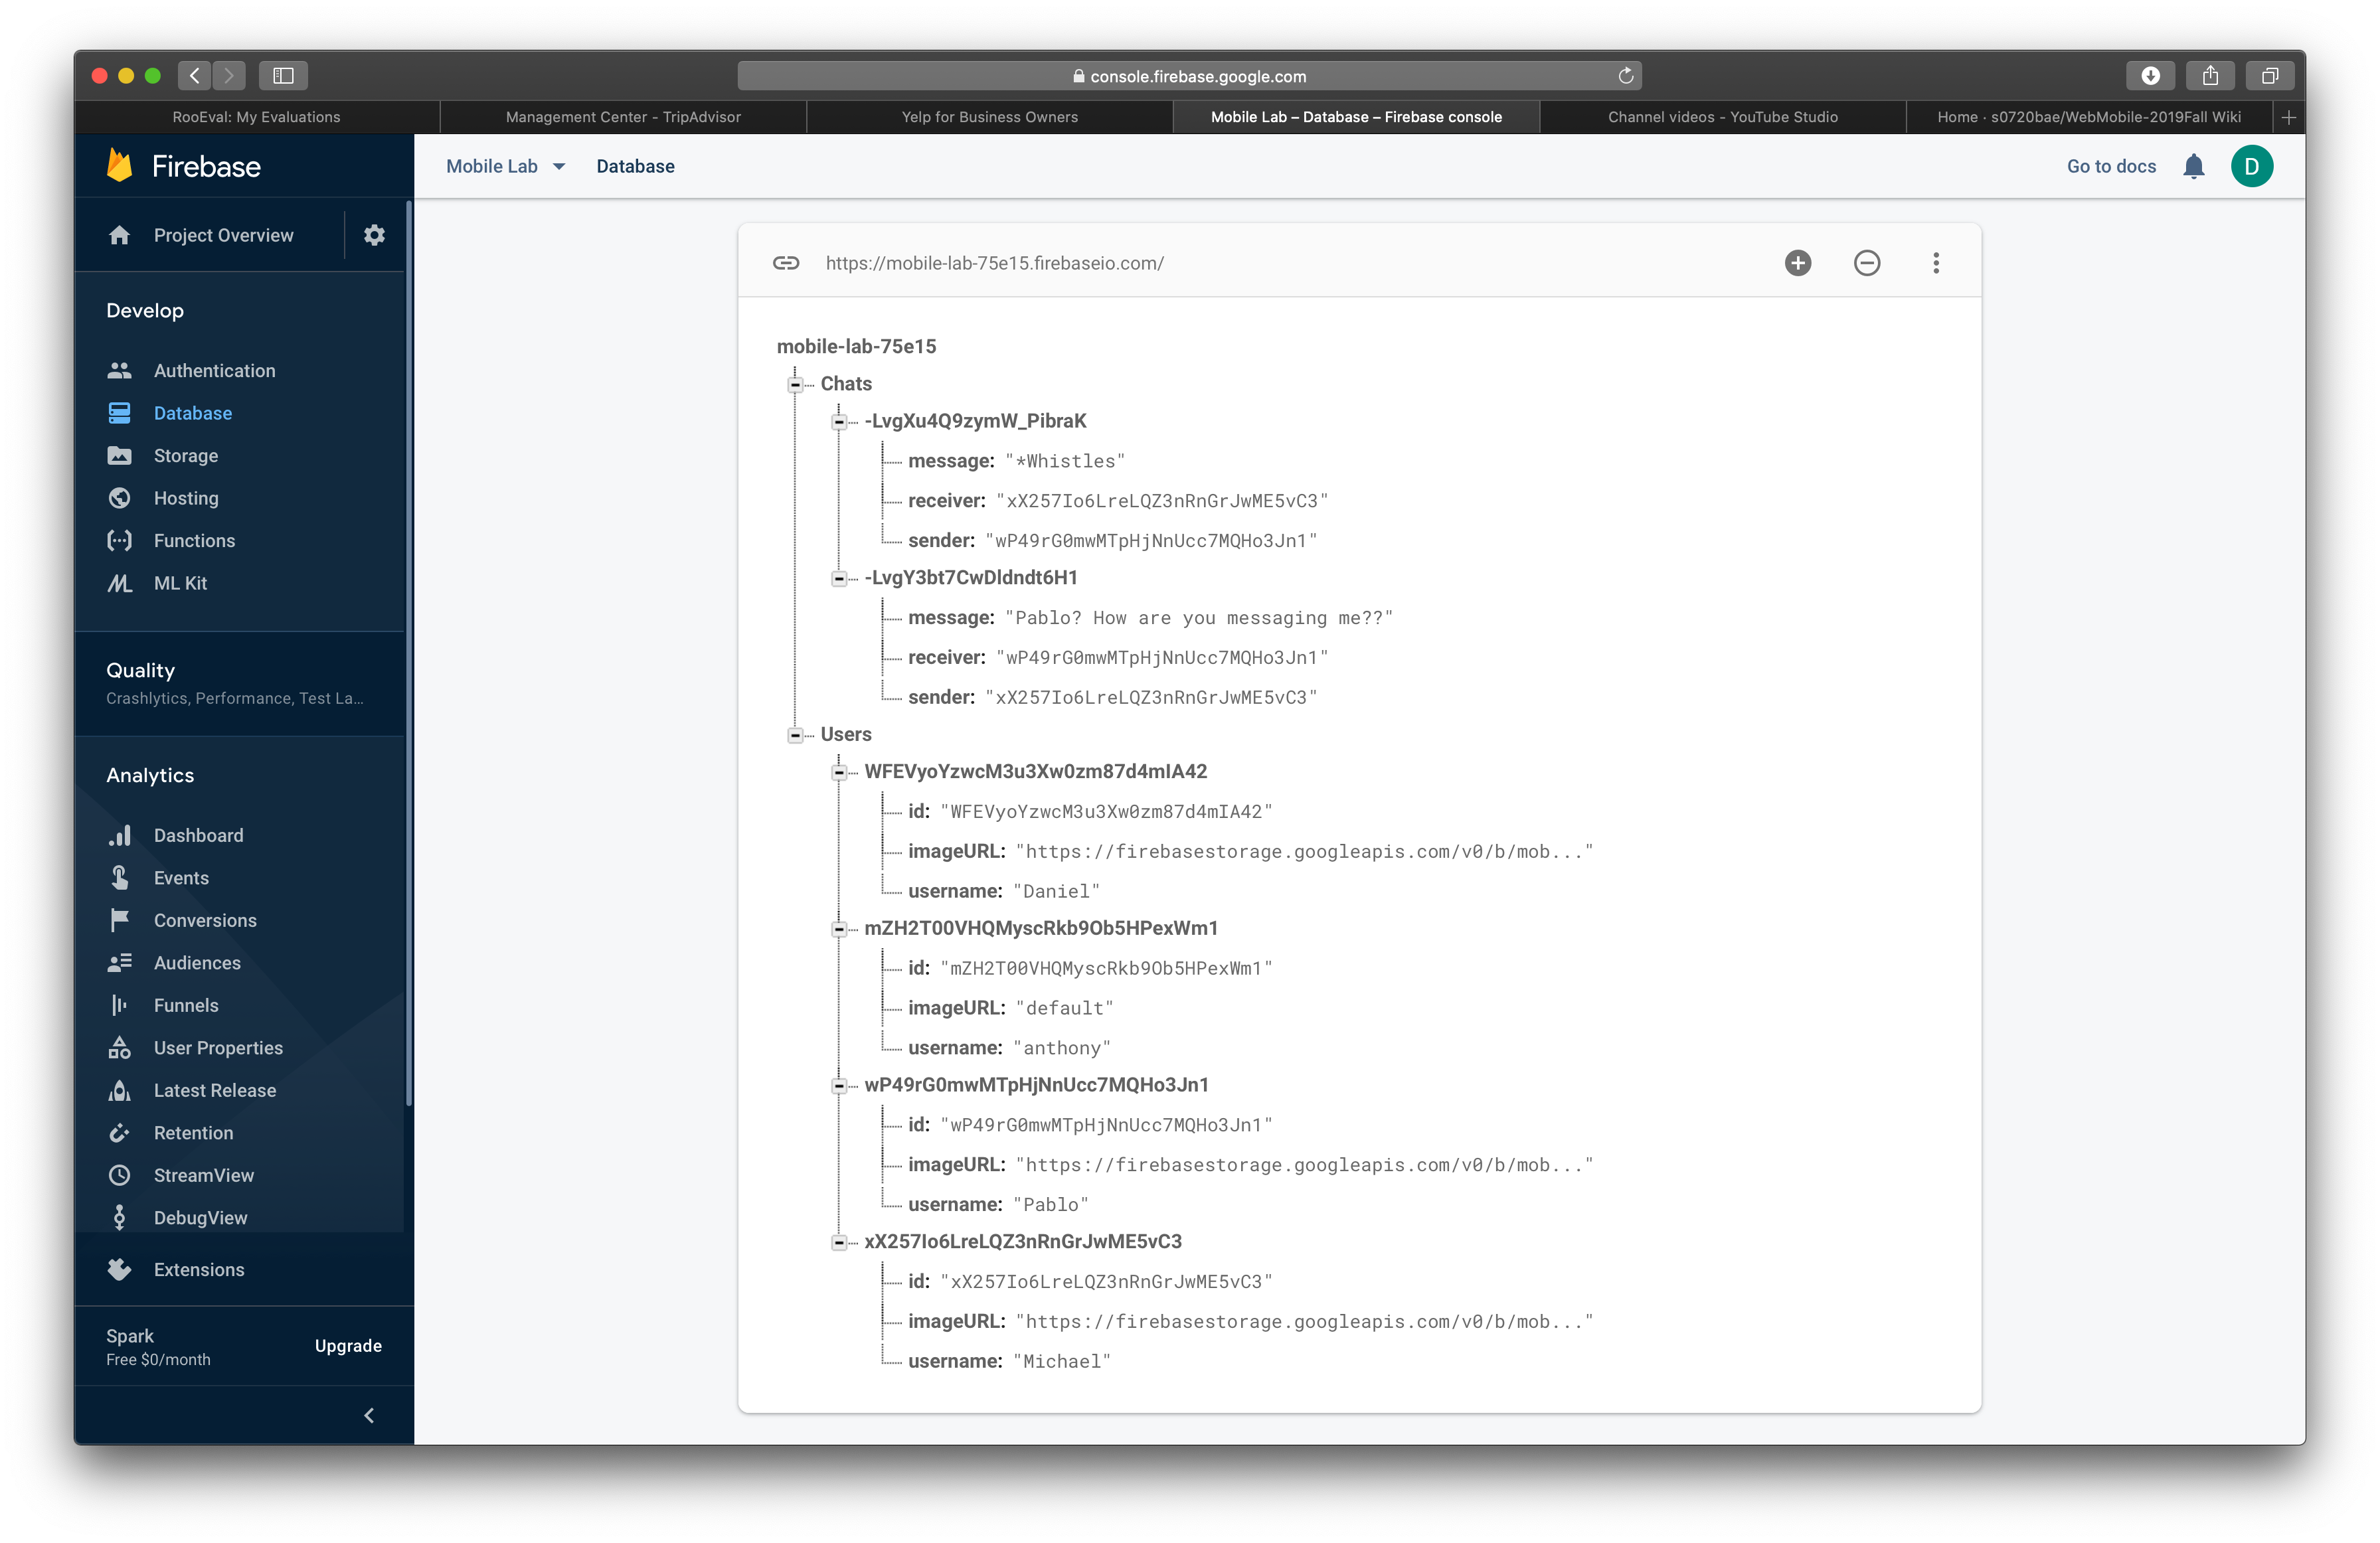 console.firebase.google.com
RooEval: My Evaluations
Management Center - TripAdvisor
Yelp for Business Owners
Mobile Lab – Database – Firebase console
Channel videos - YouTube Studio
Home · s0720bae/WebMobile-2019Fall Wiki
Firebase
Mobile Lab
Database
Go to docs
D
Project Overview
Develop
Authentication
Database
Storage
Hosting
Functions
ML Kit
Quality
Crashlytics, Performance, Test La...
Analytics
Dashboard
Events
Conversions
Audiences
Funnels
User Properties
Latest Release
Retention
StreamView
DebugView
Extensions
Spark
Free $0/month
Upgrade
https://mobile-lab-75e15.firebaseio.com/
mobile-lab-75e15
Chats
-LvgXu4Q9zymW_PibraK
message: "*Whistles"
receiver: "xX257Io6LreLQZ3nRnGrJwME5vC3"
sender: "wP49rG0mwMTpHjNnUcc7MQHo3Jn1"
-LvgY3bt7CwDldndt6H1
message: "Pablo? How are you messaging me??"
receiver: "wP49rG0mwMTpHjNnUcc7MQHo3Jn1"
sender: "xX257Io6LreLQZ3nRnGrJwME5vC3"
Users
WFEVyoYzwcM3u3Xw0zm87d4mIA42
id: "WFEVyoYzwcM3u3Xw0zm87d4mIA42"
imageURL: "https://firebasestorage.googleapis.com/v0/b/mob..."
username: "Daniel"
mZH2T00VHQMyscRkb9Ob5HPexWm1
id: "mZH2T00VHQMyscRkb9Ob5HPexWm1"
imageURL: "default"
username: "anthony"
wP49rG0mwMTpHjNnUcc7MQHo3Jn1
id: "wP49rG0mwMTpHjNnUcc7MQHo3Jn1"
imageURL: "https://firebasestorage.googleapis.com/v0/b/mob..."
username: "Pablo"
xX257Io6LreLQZ3nRnGrJwME5vC3
id: "xX257Io6LreLQZ3nRnGrJwME5vC3"
imageURL: "https://firebasestorage.googleapis.com/v0/b/mob..."
username: "Michael"